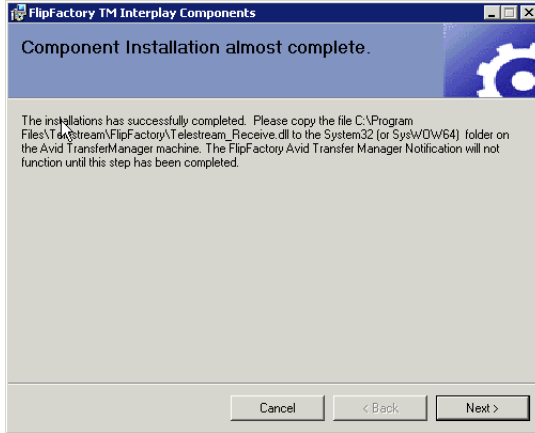 FlipFactory TM Interplay Components
Component Installation almost complete.
The installations has successfully completed. Please copy the file C:\Program
Files\Telestream\FlipFactory\Telestream_Receive.dll to the System32 (or SysWOW64) folder on
the Avid TransferManager machine. The FlipFactory Avid Transfer Manager Notification will not
function until this step has been completed.
Cancel
< Back
Next >